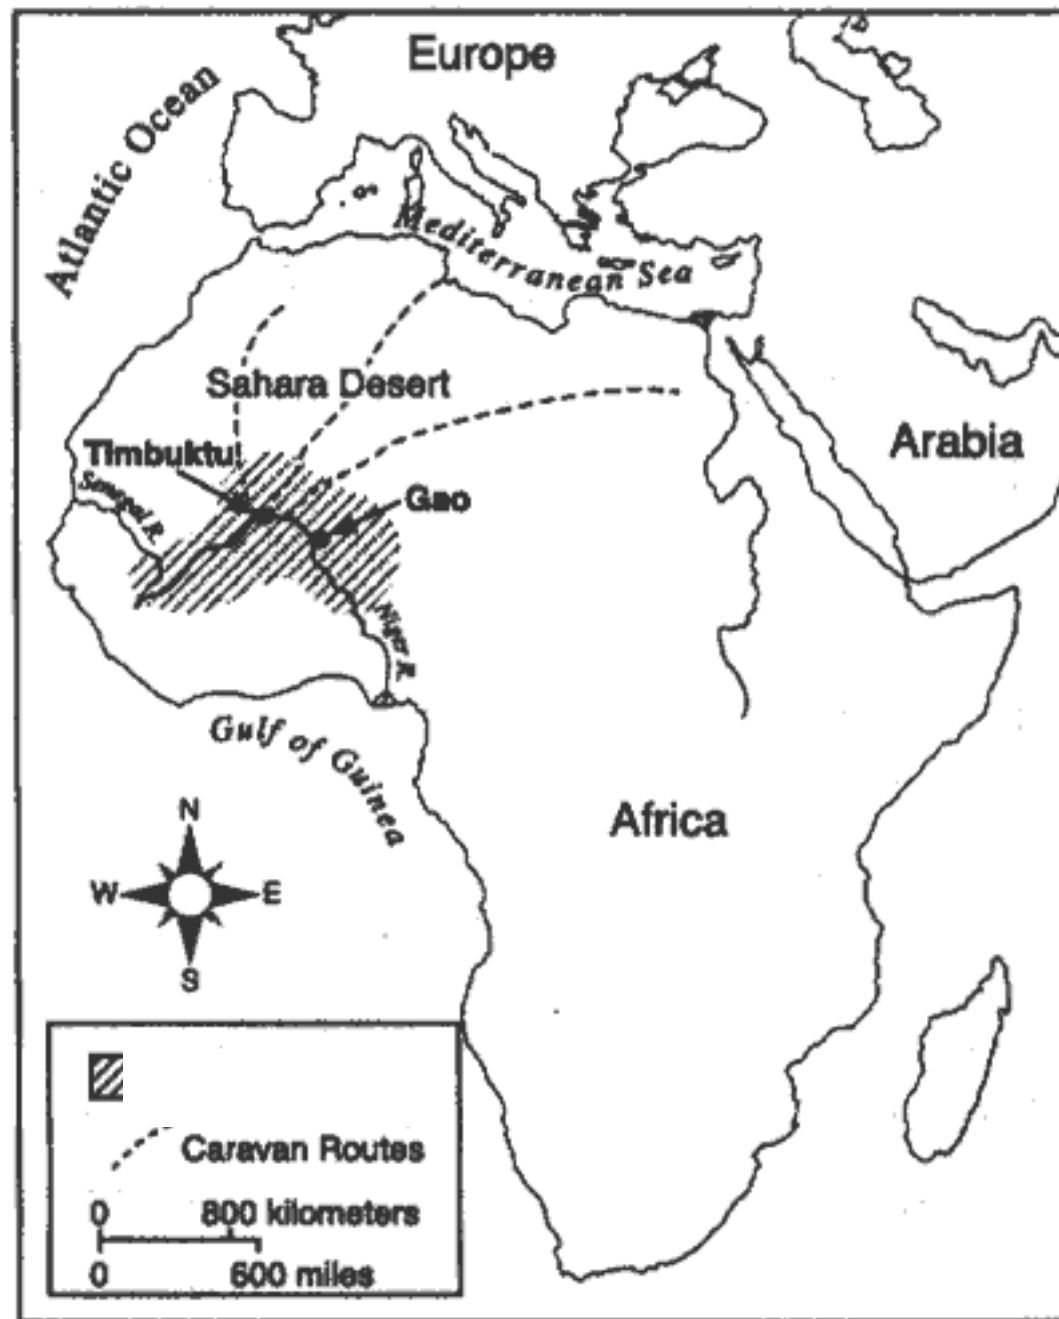 Europe
Atlantic Ocean
Mediterranean Sea
Sahara Desert
Arabia
Timbuktu
Senegal R.
Gao
Niger R.
Gulf of Guinea
Africa
N
W E
S
Caravan Routes
0 800 kilometers
0 600 miles